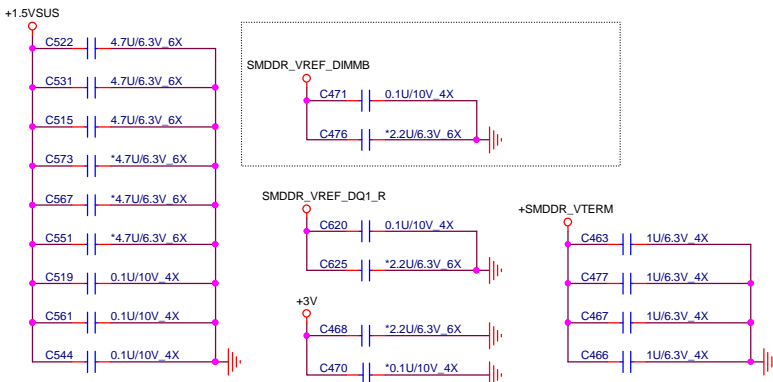 +1.5VSUS
C522 4.7U/6.3V_6X
C531 4.7U/6.3V_6X
C515 4.7U/6.3V_6X
C573 *4.7U/6.3V_6X
C567 *4.7U/6.3V_6X
C551 *4.7U/6.3V_6X
C519 0.1U/10V_4X
C561 0.1U/10V_4X
C544 0.1U/10V_4X
SMDDR_VREF_DIMMB
C471 0.1U/10V_4X
C476 *2.2U/6.3V_6X
SMDDR_VREF_DQ1_R
C620 0.1U/10V_4X
C625 *2.2U/6.3V_6X
+3V
C468 *2.2U/6.3V_6X
C470 *0.1U/10V_4X
+SMDDR_VTERM
C463 1U/6.3V_4X
C477 1U/6.3V_4X
C467 1U/6.3V_4X
C466 1U/6.3V_4X